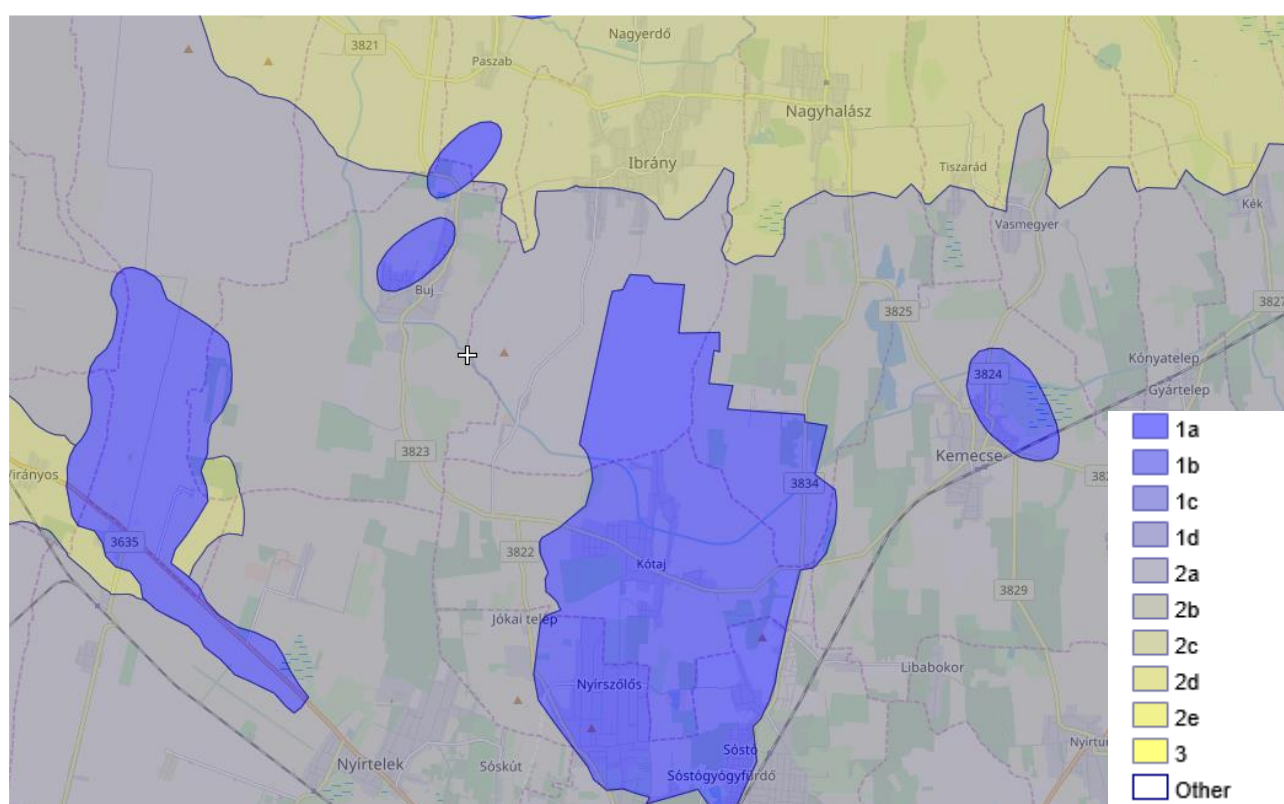 Nagyerdő
3821
Paszab
Nagyhalász
Ibrány
Tiszarád
Kék
Vasmegyer
Buj
3825
3827
Kónyatelep
3824
Gyártelep
3823
Kemecse
Virányos
3834
3635
3822
Kótaj
3829
Jókai telep
Libabokor
Nyírszőlős
Sóstó
Nyírtelek
Sóskút
Sóstógyógyfürdő
1a
1b
1c
1d
2a
2b
2c
2d
2e
3
Other